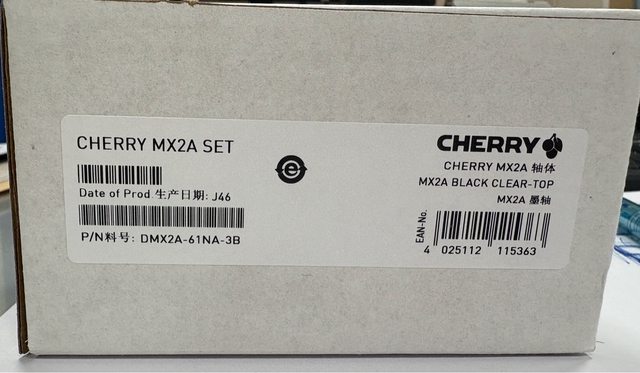 CHERRY MX2A SET
Date of Prod.生产日期: J46
P/N料号: DMX2A-61NA-3B
e
CHERRY
CHERRY MX2A 轴体
MX2A BLACK CLEAR-TOP
MX2A 墨轴
EAN-No.
4 025112 115363